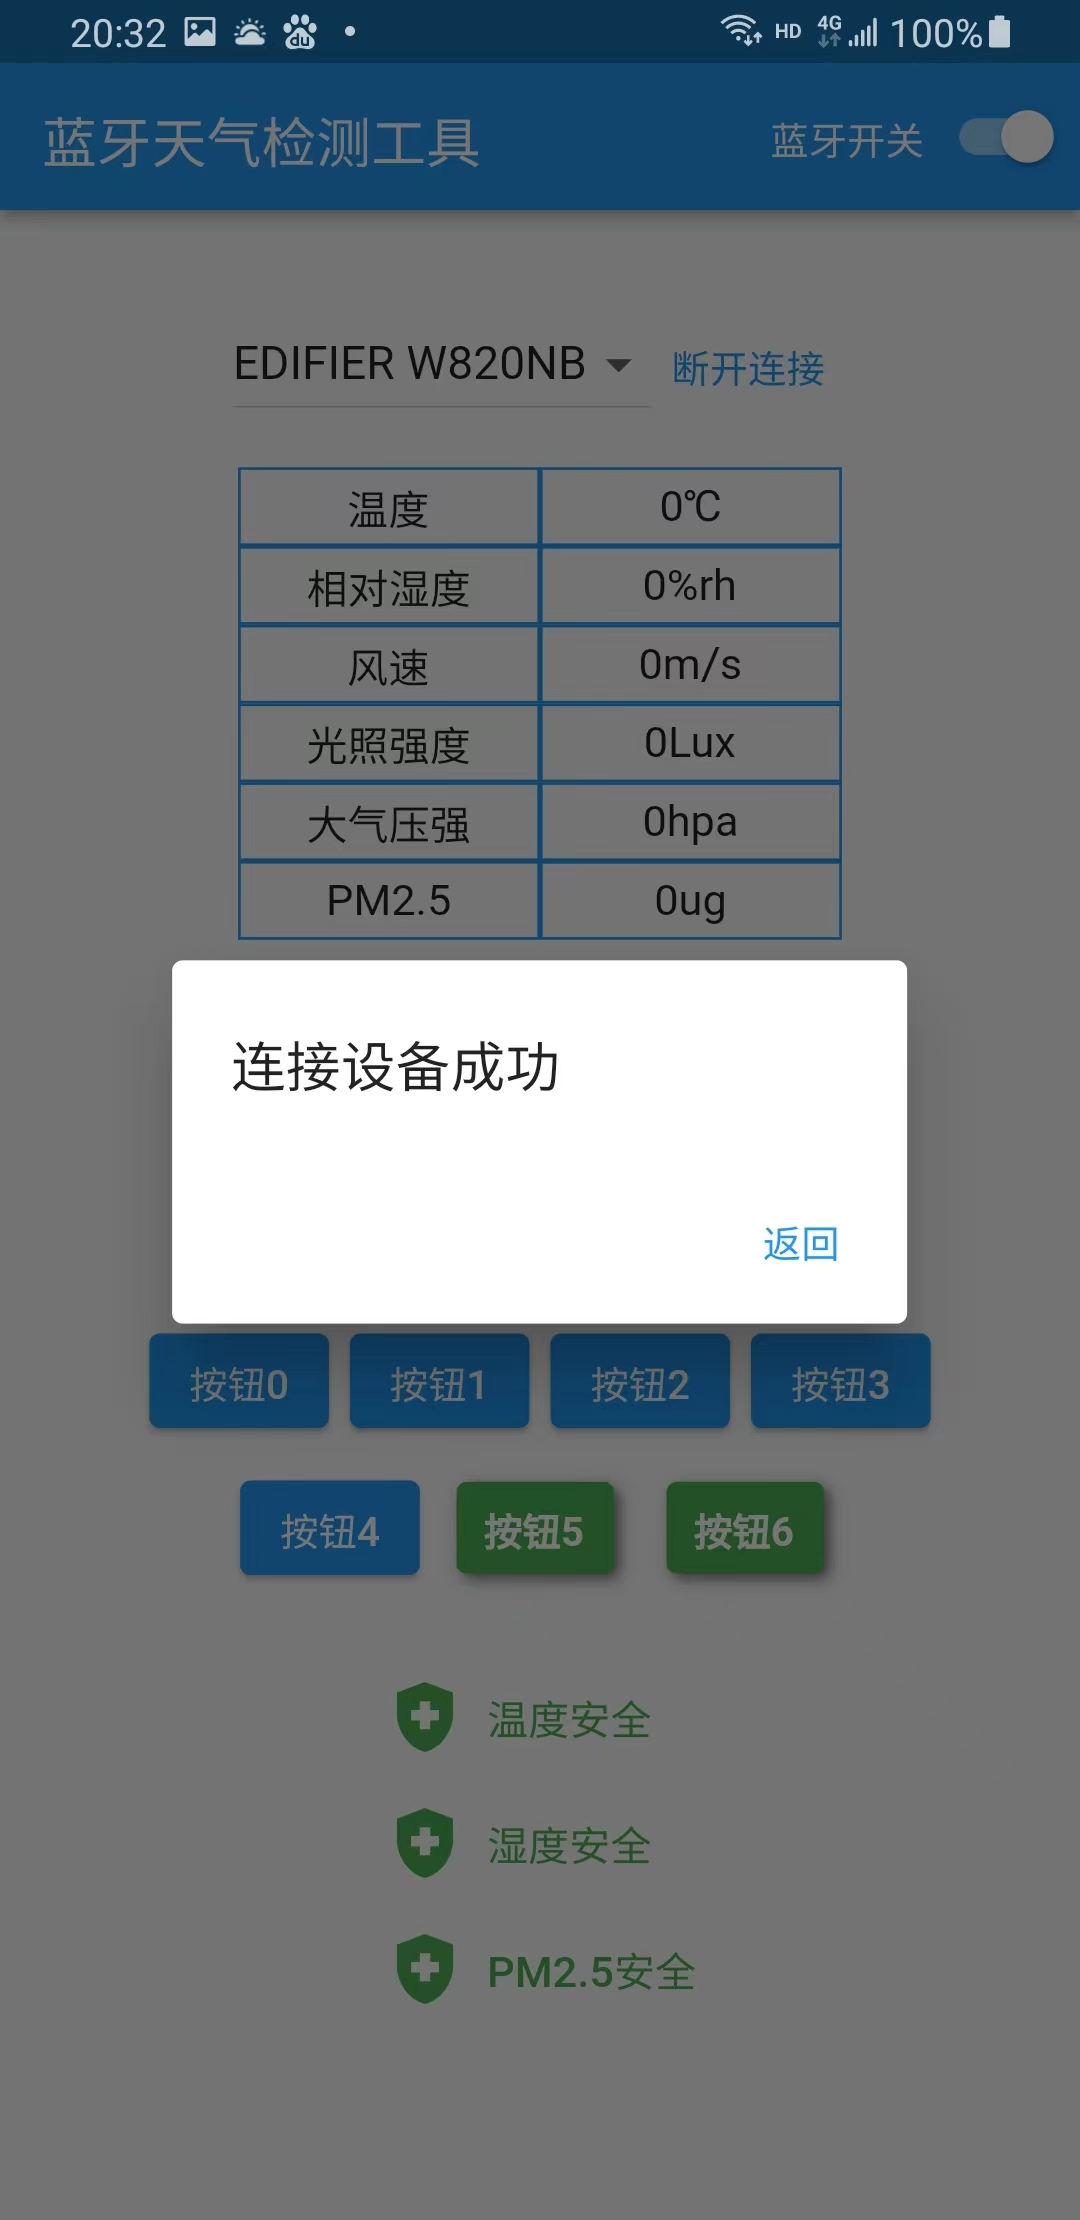 20:32 du HD 4G 100%
蓝牙天气检测工具 蓝牙开关
EDIFIER W820NB 断开连接
温度 0℃
相对湿度 0%rh
风速 0m/s
光照强度 0Lux
大气压强 0hpa
PM2.5 0ug
连接设备成功
返回
按钮0 按钮1 按钮2 按钮3
按钮4 按钮5 按钮6
温度安全
湿度安全
PM2.5安全